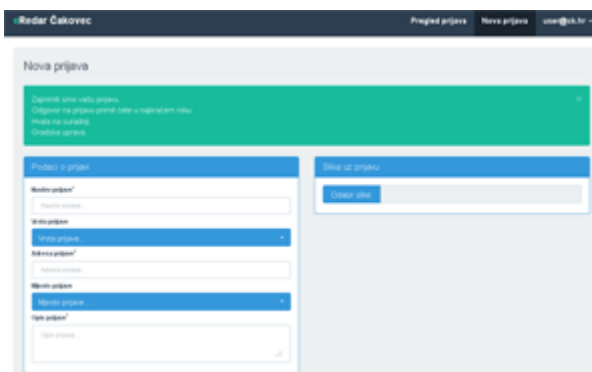 eRedar Čakovec
Pregled prijava
Nova prijava
user@ck.hr
Nova prijava
Zaprimili smo vašu prijavu.
Odgovor na prijavu primit ćete u najkraćem roku.
Hvala na suradnji.
Gradska uprava.
×
Podaci o prijavi
Naslov prijave*
Naslov prijave...
Vrsta prijave
Vrsta prijave...
Adresa prijave*
Adresa prijave...
Mjesto prijave
Mjesto prijave...
Opis prijave*
Opis prijave...
Slika uz prijavu
Odabir slike